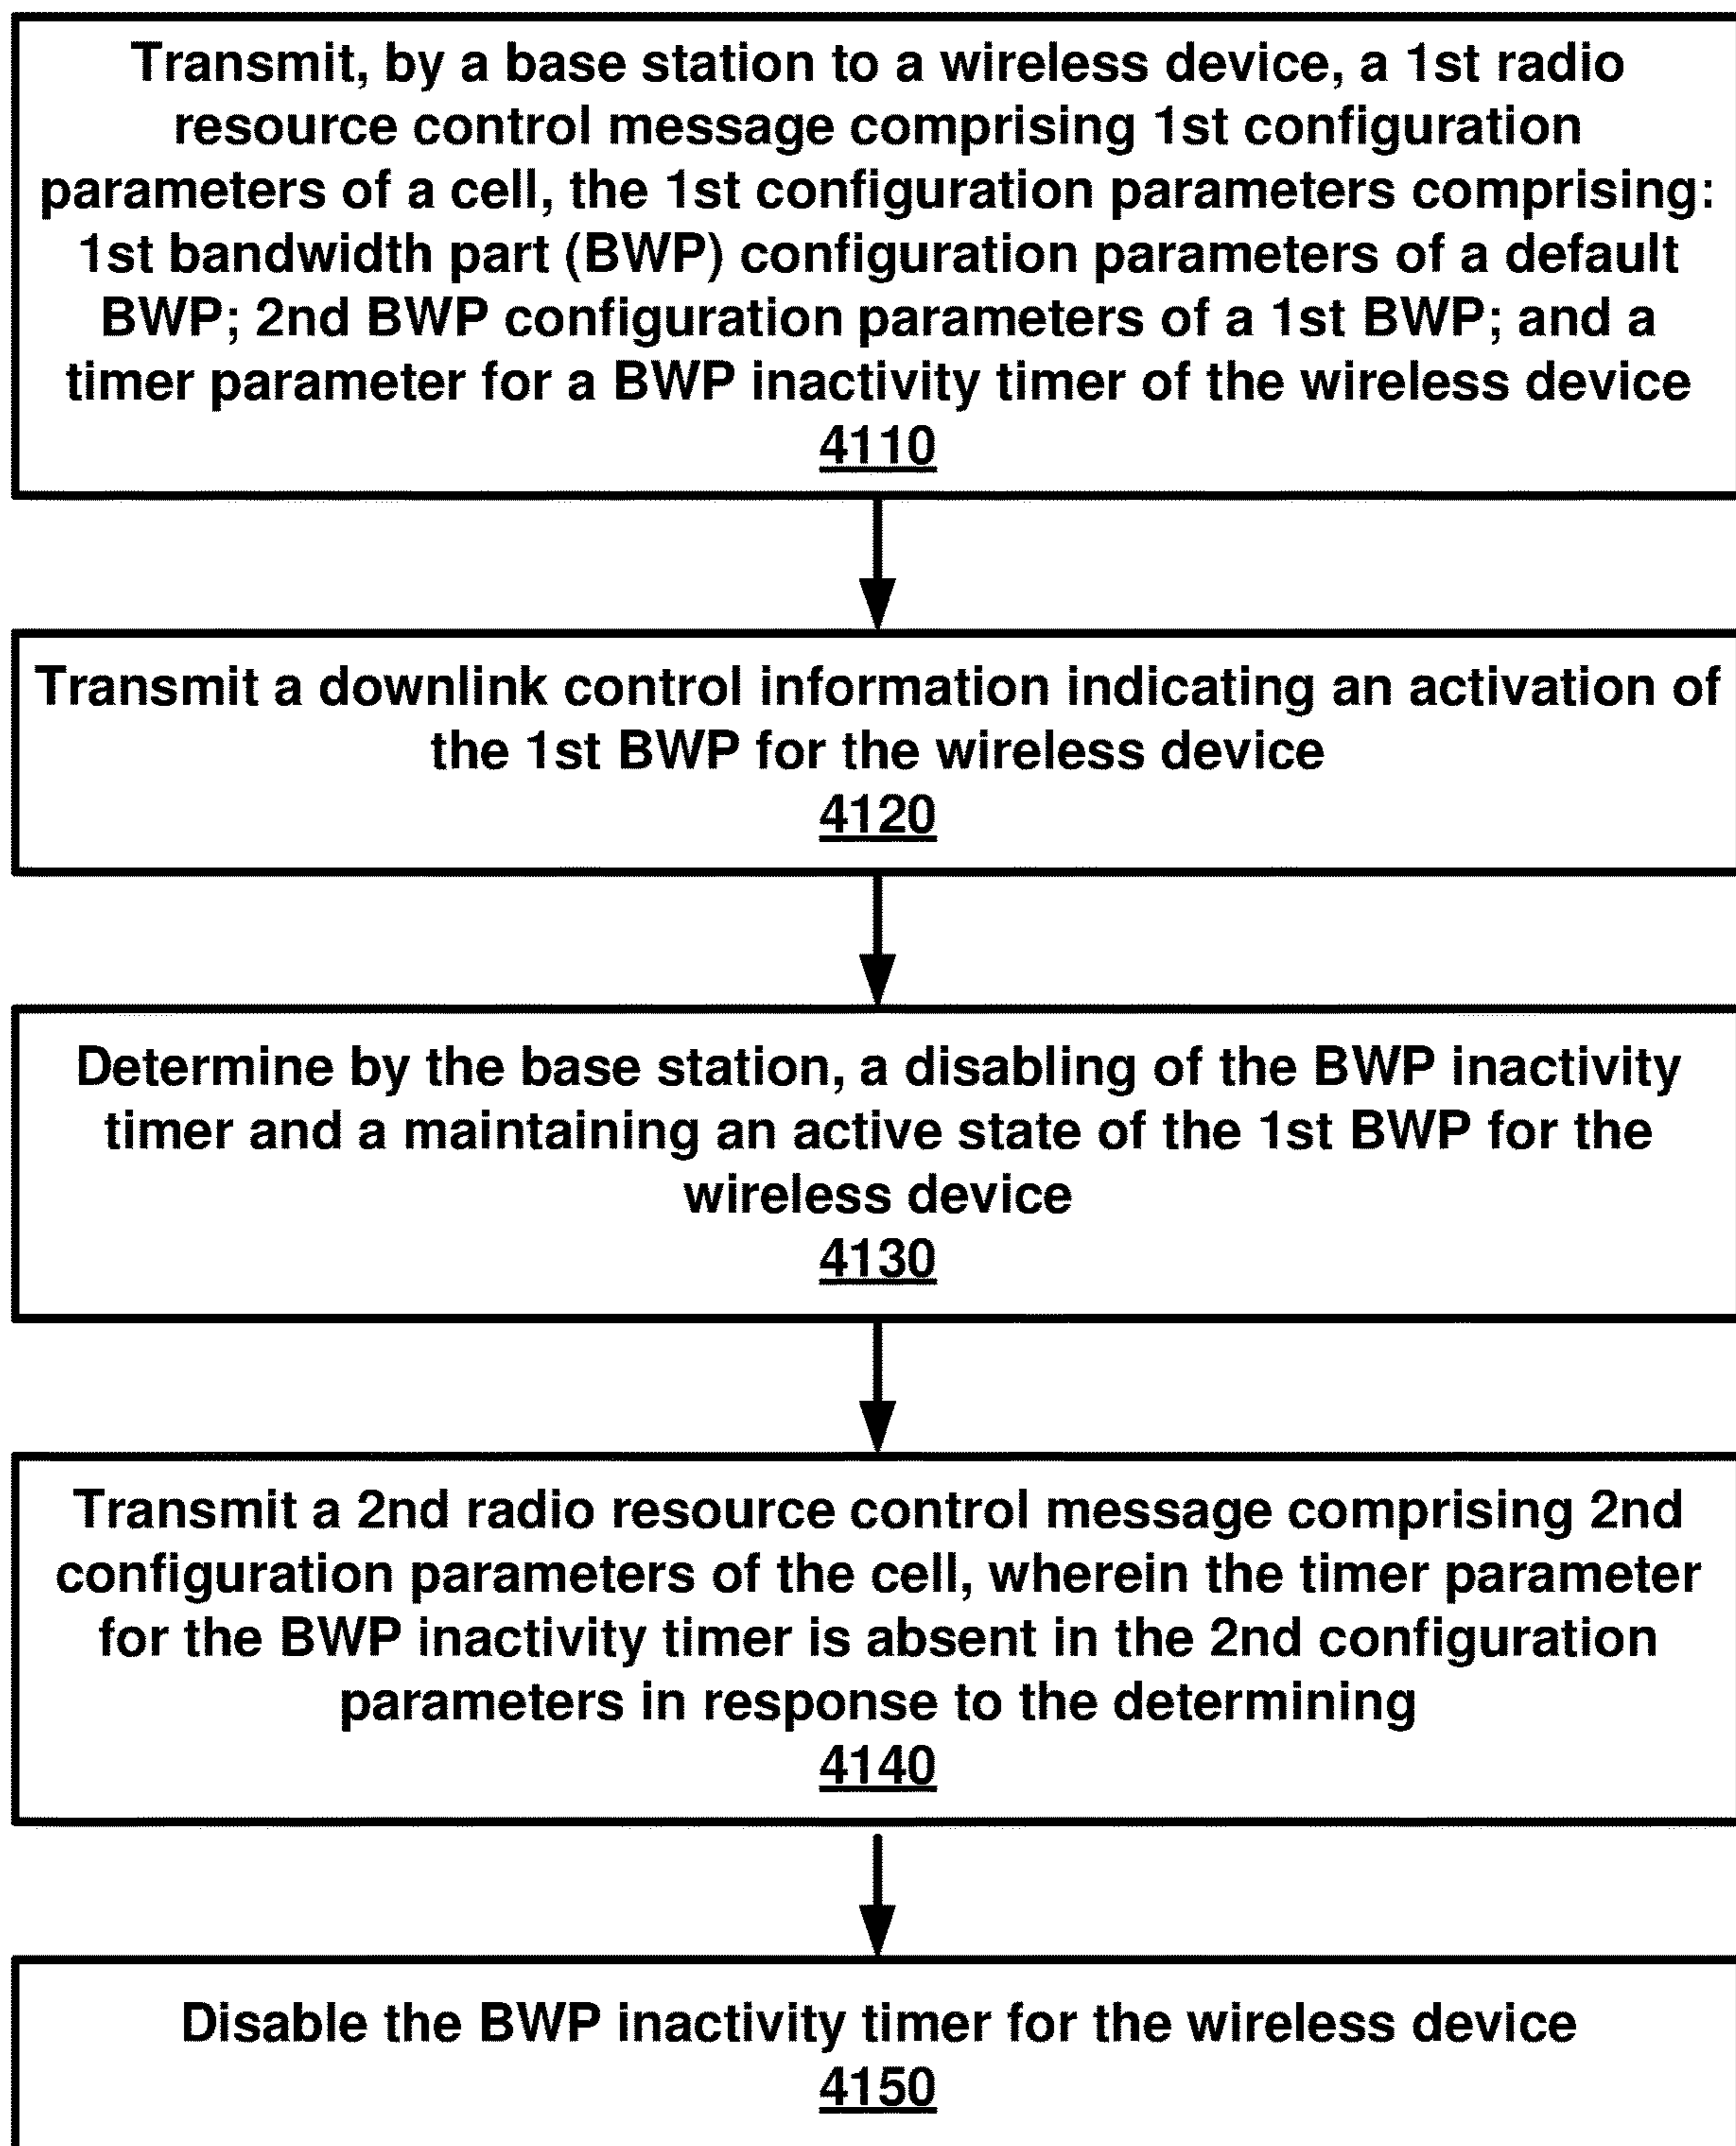 Transmit, by a base station to a wireless device, a 1st radio
resource control message comprising 1st configuration
parameters of a cell, the 1st configuration parameters comprising:
1st bandwidth part (BWP) configuration parameters of a default
BWP; 2nd BWP configuration parameters of a 1st BWP; and a
timer parameter for a BWP inactivity timer of the wireless device
4110
Transmit a downlink control information indicating an activation of
the 1st BWP for the wireless device
4120
Determine by the base station, a disabling of the BWP inactivity
timer and a maintaining an active state of the 1st BWP for the
wireless device
4130
Transmit a 2nd radio resource control message comprising 2nd
configuration parameters of the cell, wherein the timer parameter
for the BWP inactivity timer is absent in the 2nd configuration
parameters in response to the determining
4140
Disable the BWP inactivity timer for the wireless device
4150